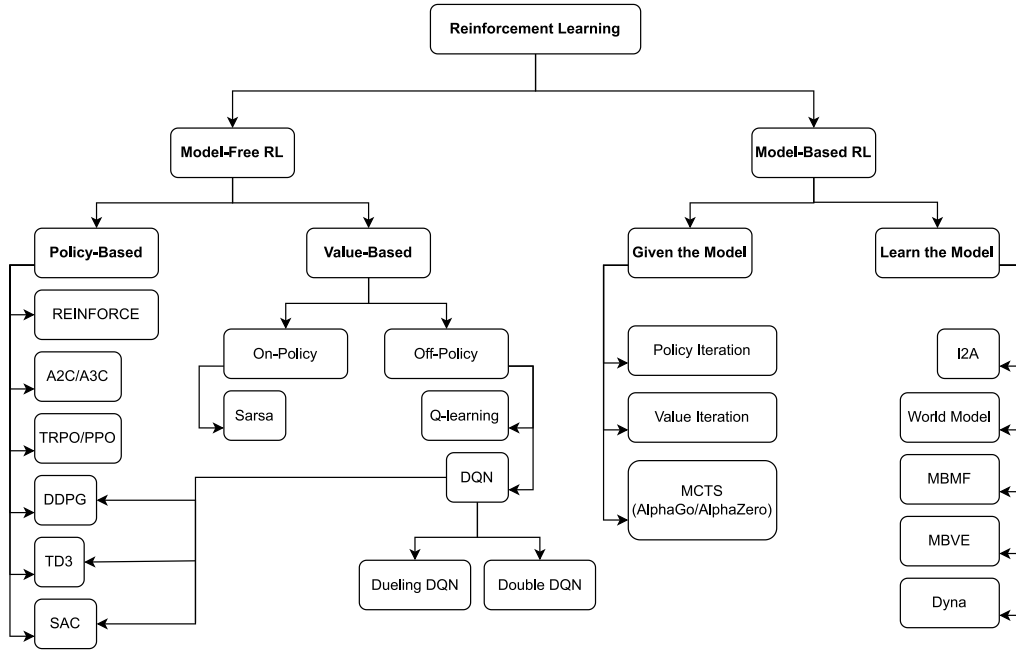 Reinforcement Learning
Model-Free RL
Model-Based RL
Policy-Based
Value-Based
Given the Model
Learn the Model
REINFORCE
On-Policy
Off-Policy
Policy Iteration
I2A
A2C/A3C
Sarsa
Q-learning
Value Iteration
World Model
TRPO/PPO
DDPG
DQN
MCTS
(AlphaGo/AlphaZero)
MBMF
TD3
Dueling DQN
Double DQN
MBVE
SAC
Dyna